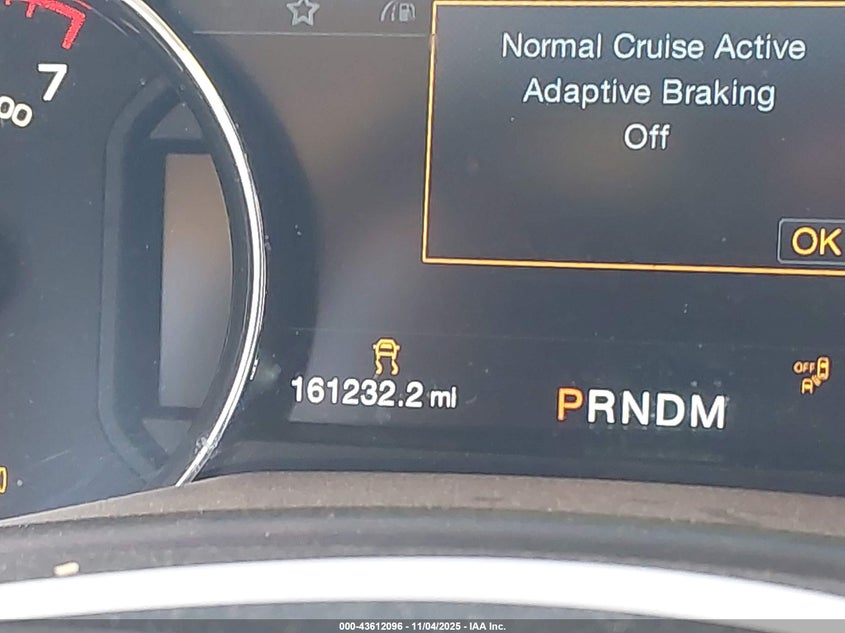 7
00
Normal Cruise Active
Adaptive Braking
Off
OK
OFF
161232.2 mi
PRNDM
000-43612096 - 11/04/2025 - IAA Inc.